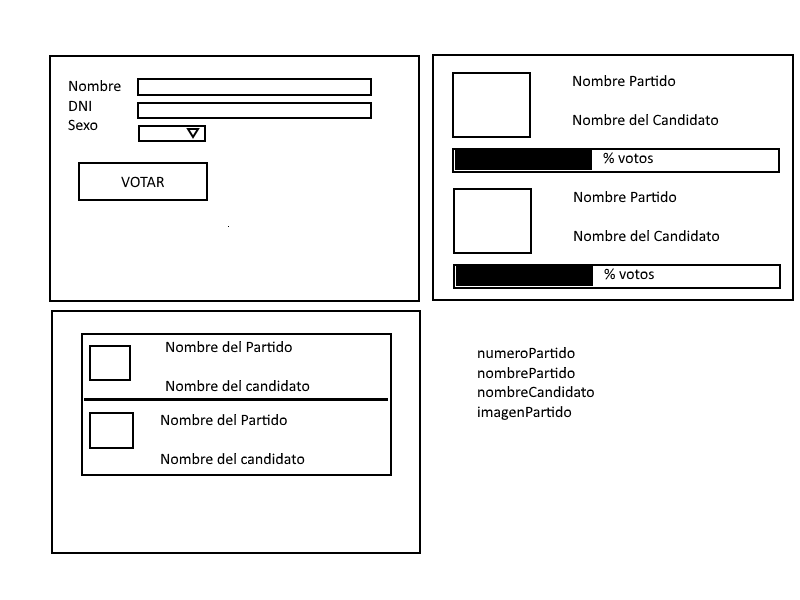 Nombre
DNI
Sexo
VOTAR
Nombre Partido
Nombre del Candidato
% votos
Nombre Partido
Nombre del Candidato
% votos
Nombre del Partido
Nombre del candidato
Nombre del Partido
Nombre del candidato
numeroPartido
nombrePartido
nombreCandidato
imagenPartido